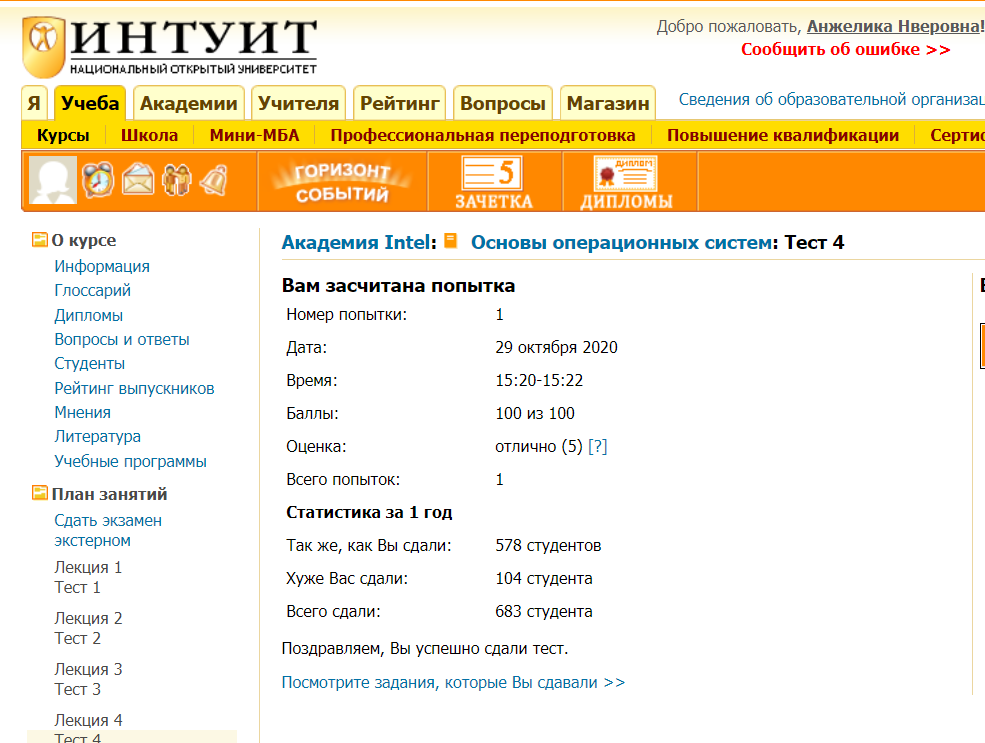 ИНТУИТ
НАЦИОНАЛЬНЫЙ ОТКРЫТЫЙ УНИВЕРСИТЕТ
Добро пожаловать, Анжелика Нверовна!
Сообщить об ошибке >>
Я Учеба Академии Учителя Рейтинг Вопросы Магазин Сведения об образовательной
Курсы Школа Мини-МБА Профессиональная переподготовка Повышение квалификации
ГОРИЗОНТ
СОБЫТИЙ
5
ЗАЧЕТКА
ДИПЛОМ
ДИПЛОМЫ
О курсе
Информация
Глоссарий
Дипломы
Вопросы и ответы
Студенты
Рейтинг выпускников
Мнения
Литература
Учебные программы
План занятий
Сдать экзамен
экстерном
Лекция 1
Тест 1
Лекция 2
Тест 2
Лекция 3
Тест 3
Лекция 4
Тест 4
Академия Intel: Основы операционных систем: Тест 4
Вам засчитана попытка
Номер попытки: 1
Дата: 29 октября 2020
Время: 15:20-15:22
Баллы: 100 из 100
Оценка: отлично (5) [?]
Всего попыток: 1
Статистика за 1 год
Так же, как Вы сдали: 578 студентов
Хуже Вас сдали: 104 студента
Всего сдали: 683 студента
Поздравляем, Вы успешно сдали тест.
Посмотрите задания, которые Вы сдавали >>